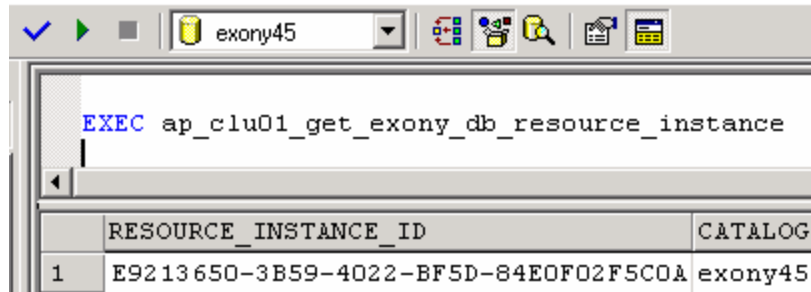 exony45
EXEC ap_clu01_get_exony_db_resource_instance
RESOURCE_INSTANCE_ID CATALOG
1 E9213650-3B59-4022-BF5D-84E0F02F5C0A exony45